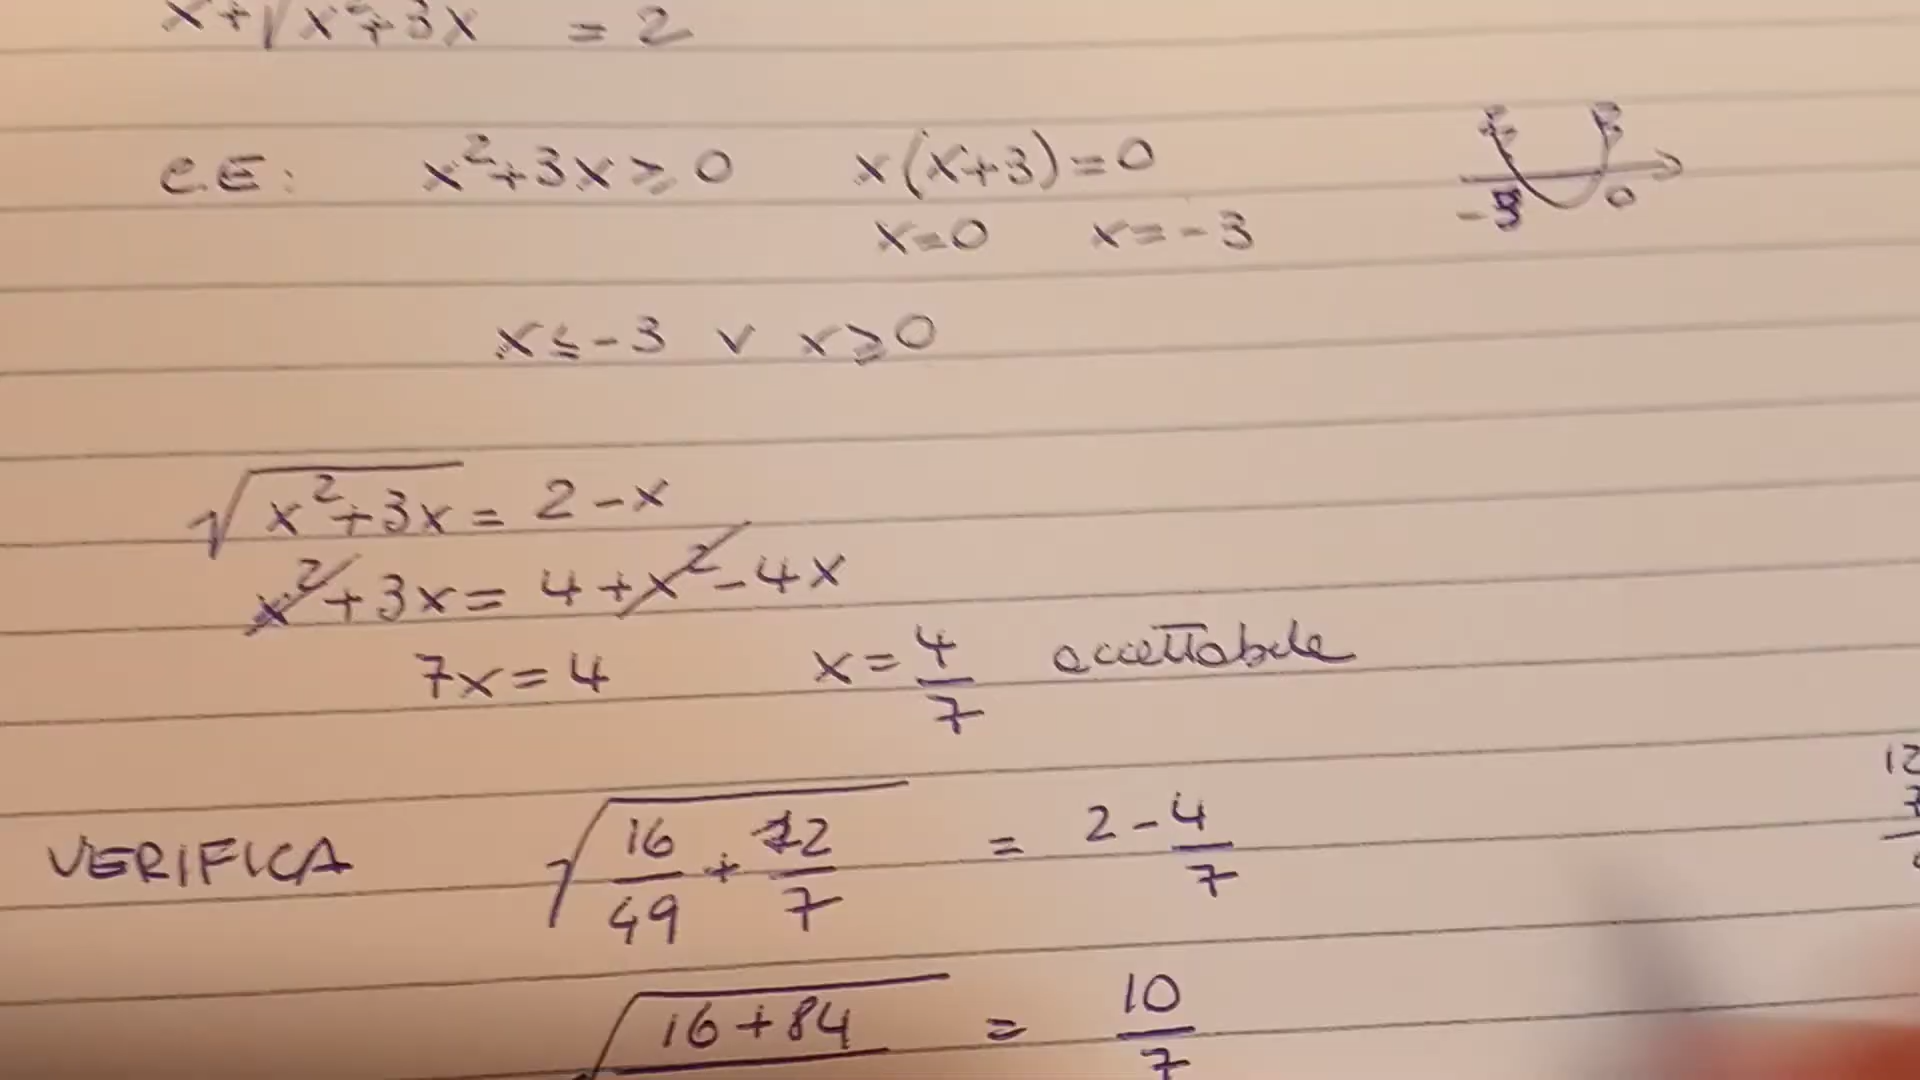 x+√x²+3x = 2
C.E: x²+3x ≥ 0 x(x+3)=0
x=0 x=-3
-3 0
x≤-3 v x≥0
√x²+3x = 2-x
x²+3x = 4+x²-4x
7x=4 x=4/7 accettabile
VERIFICA √16/49 + 12/7 = 2-4/7
√16+84 = 10/7